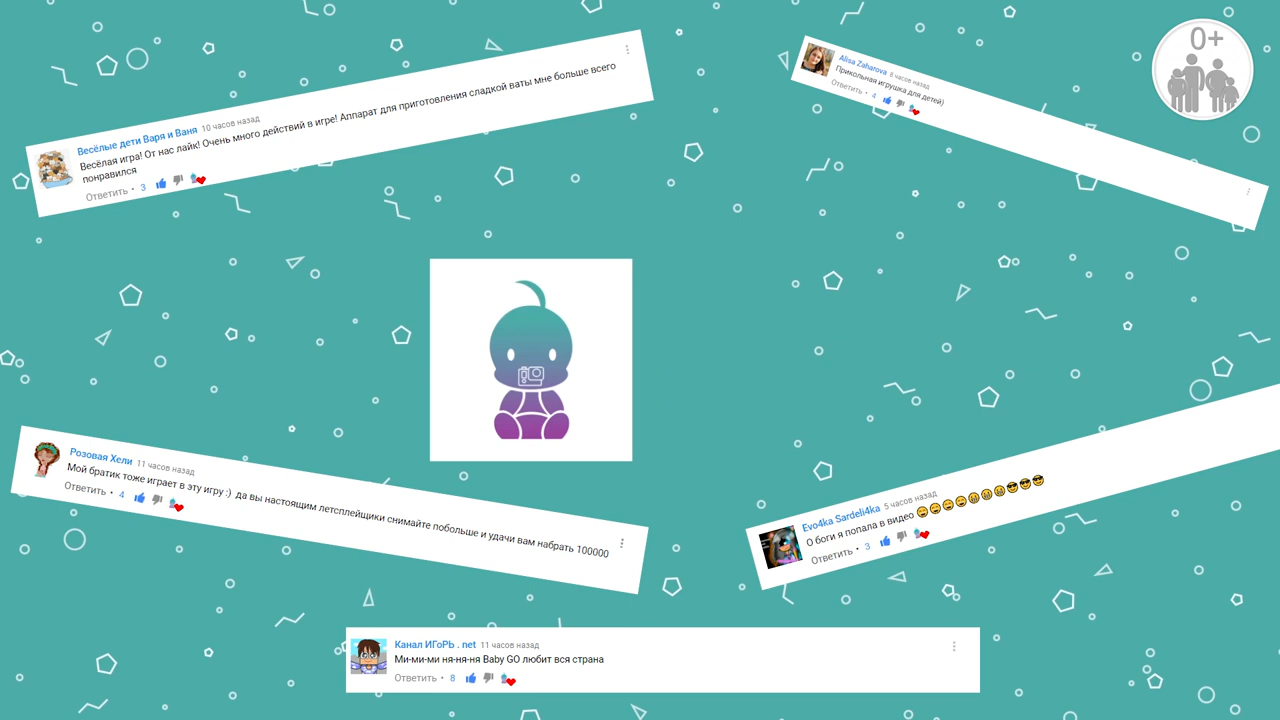 Весёлые дети Варя и Ваня 10 часов назад
Весёлая игра! От нас лайк! Очень много действий в игре! Аппарат для приготовления сладкой ваты мне больше всего
понравился
Ответить • 3
0+
Alisa Zaharova 8 часов назад
Прикольная игрушка для детей)
Ответить • 4
Розовая Хели 11 часов назад
Мой братик тоже играет в эту игру :) да вы настоящим летсплейщики снимайте побольше и удачи вам набрать 100000
Ответить • 4
Evo4ka Sardeli4ka 5 часов назад
О боги я попала в видео 😄😄😄😄😁😁😁😎😎😎
Ответить • 3
Канал ИГоРЬ . net 11 часов назад
Ми-ми-ми ня-ня-ня Baby GO любит вся страна
Ответить • 8